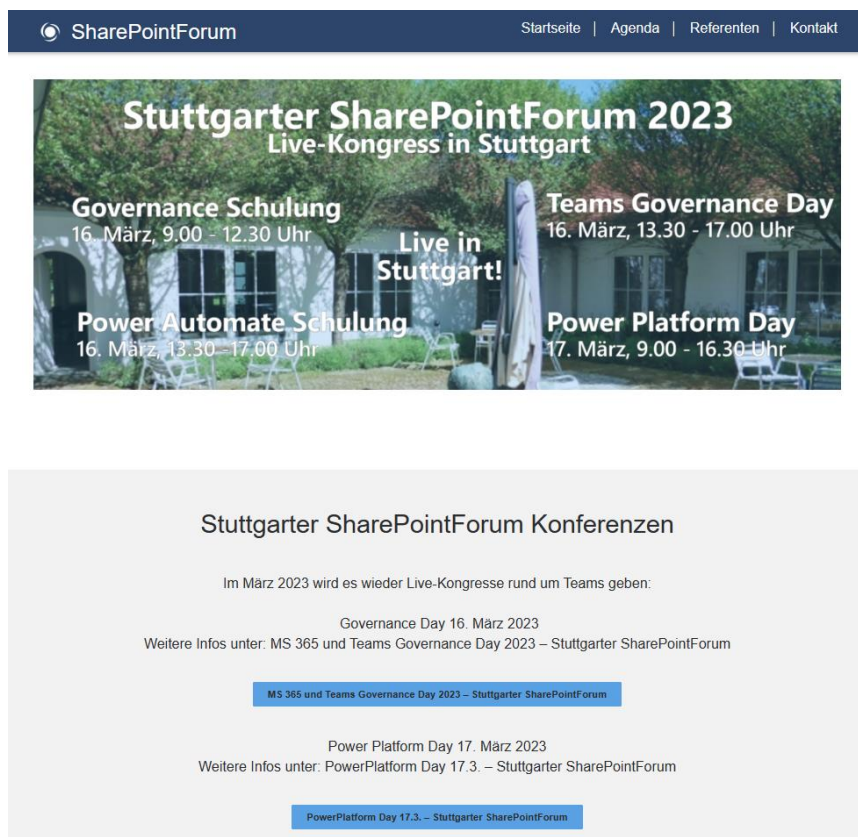 SharePointForum
Startseite | Agenda | Referenten | Kontakt
Stuttgarter SharePointForum 2023
Live-Kongress in Stuttgart
Governance Schulung
16. März, 9.00 - 12.30 Uhr
Live in
Stuttgart!
Teams Governance Day
16. März, 13.30 - 17.00 Uhr
Power Automate Schulung
16. März, 13.30 -17.00 Uhr
Power Platform Day
17. März, 9.00 - 16.30 Uhr
Stuttgarter SharePointForum Konferenzen
Im März 2023 wird es wieder Live-Kongresse rund um Teams geben:
Governance Day 16. März 2023
Weitere Infos unter: MS 365 und Teams Governance Day 2023 – Stuttgarter SharePointForum
MS 365 und Teams Governance Day 2023 – Stuttgarter SharePointForum
Power Platform Day 17. März 2023
Weitere Infos unter: PowerPlatform Day 17.3. – Stuttgarter SharePointForum
PowerPlatform Day 17.3. – Stuttgarter SharePointForum